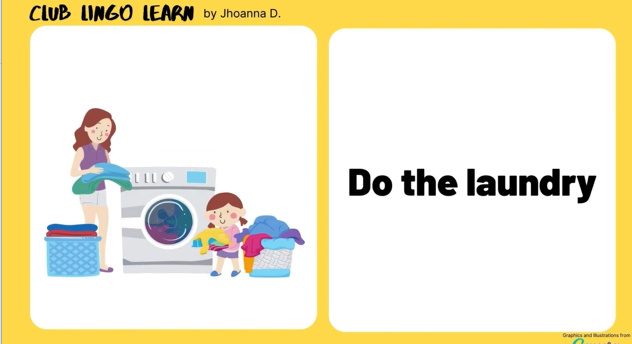 CLUB LINGO LEARN by Jhoanna D.
Do the laundry
Graphics and Illustrations from